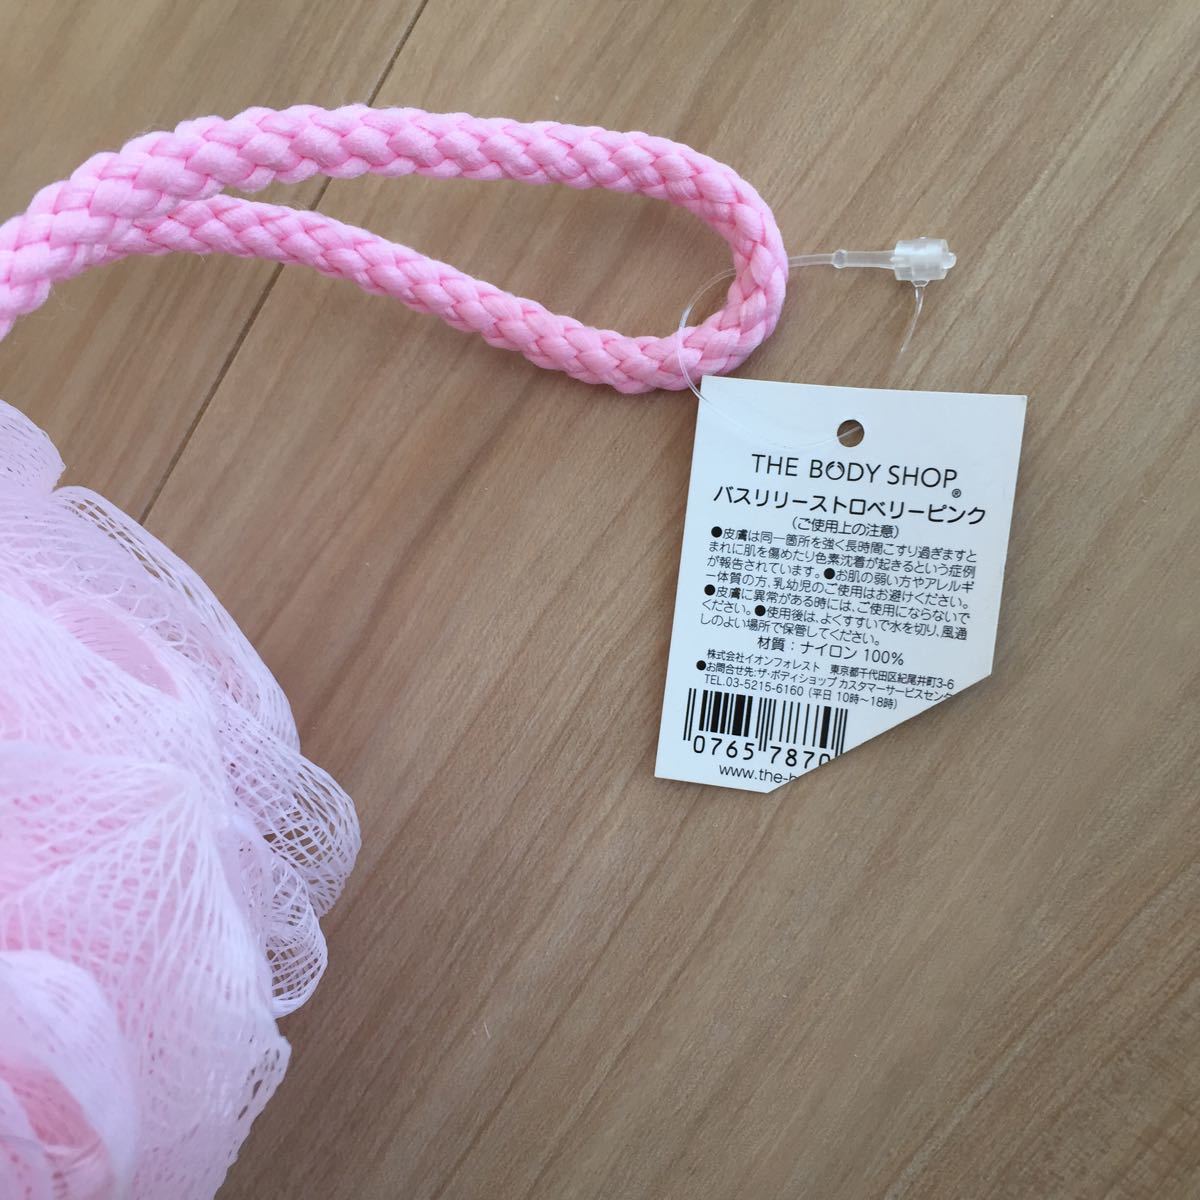 THE BODY SHOP®
バスリリーストロベリーピンク
(ご使用上の注意)
●皮膚は同一箇所を強く長時間こすり過ぎますと
まれに肌を傷めたり色素沈着が起きるという症例
が報告されています。●お肌の弱い方やアレルギ
ー体質の方、乳幼児のご使用はお避けください。
●皮膚に異常がある時には、ご使用にならないで
ください。●使用後は、よくすすいで水を切り、風通
しのよい場所で保管してください。
材質：ナイロン 100%
株式会社イオンフォレスト 東京都千代田区紀尾井町3-6
●お問合せ先:ザ・ボディショップ カスタマーサービスセンタ
TEL.03-5215-6160 (平日 10時～18時)
0765 7870
www.the-b